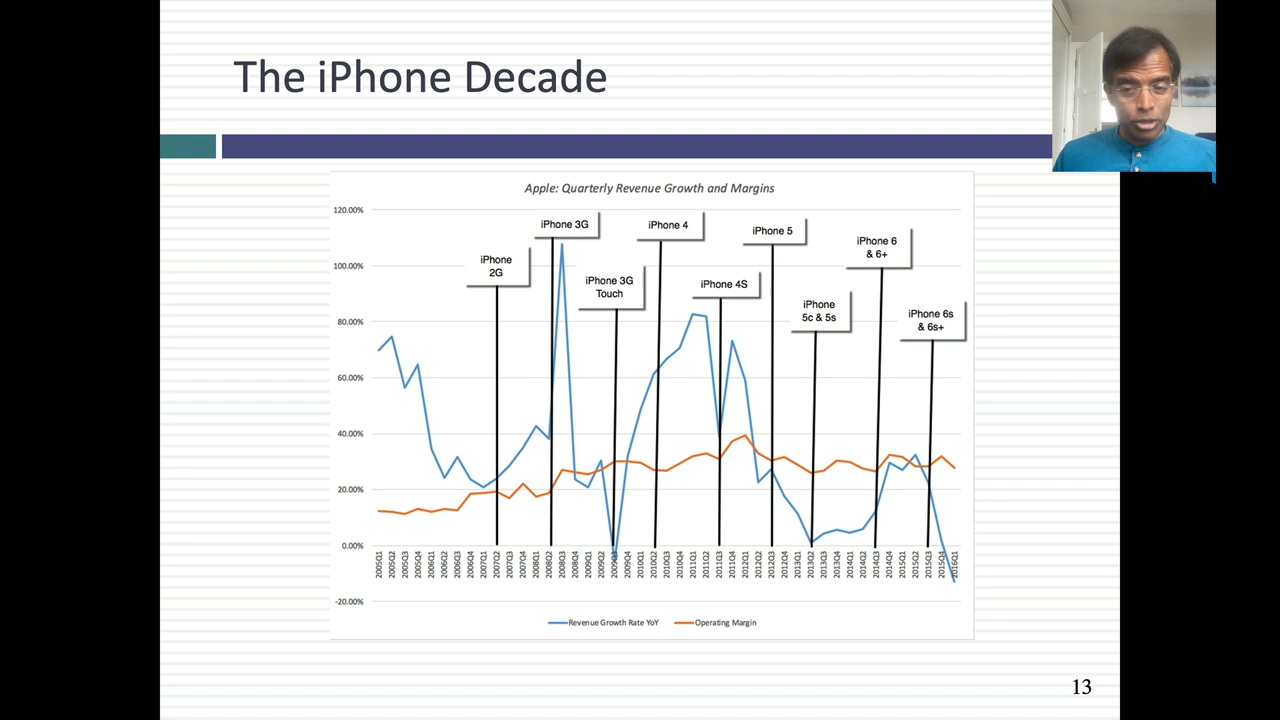 The iPhone Decade
Apple: Quarterly Revenue Growth and Margins
120.00%
100.00%
80.00%
60.00%
40.00%
20.00%
0.00%
-20.00%
iPhone
2G
iPhone 3G
iPhone 3G
Touch
iPhone 4
iPhone 4S
iPhone 5
iPhone
5c & 5s
iPhone 6
& 6+
iPhone 6s
& 6s+
2005Q1
2005Q2
2005Q3
2005Q4
2006Q1
2006Q2
2006Q3
2006Q4
2007Q1
2007Q2
2007Q3
2007Q4
2008Q1
2008Q2
2008Q3
2008Q4
2009Q1
2009Q2
2009Q3
2009Q4
2010Q1
2010Q2
2010Q3
2010Q4
2011Q1
2011Q2
2011Q3
2011Q4
2012Q1
2012Q2
2012Q3
2012Q4
2013Q1
2013Q2
2013Q3
2013Q4
2014Q1
2014Q2
2014Q3
2014Q4
2015Q1
2015Q2
2015Q3
2015Q4
2016Q1
Revenue Growth Rate YoY
Operating Margin
13